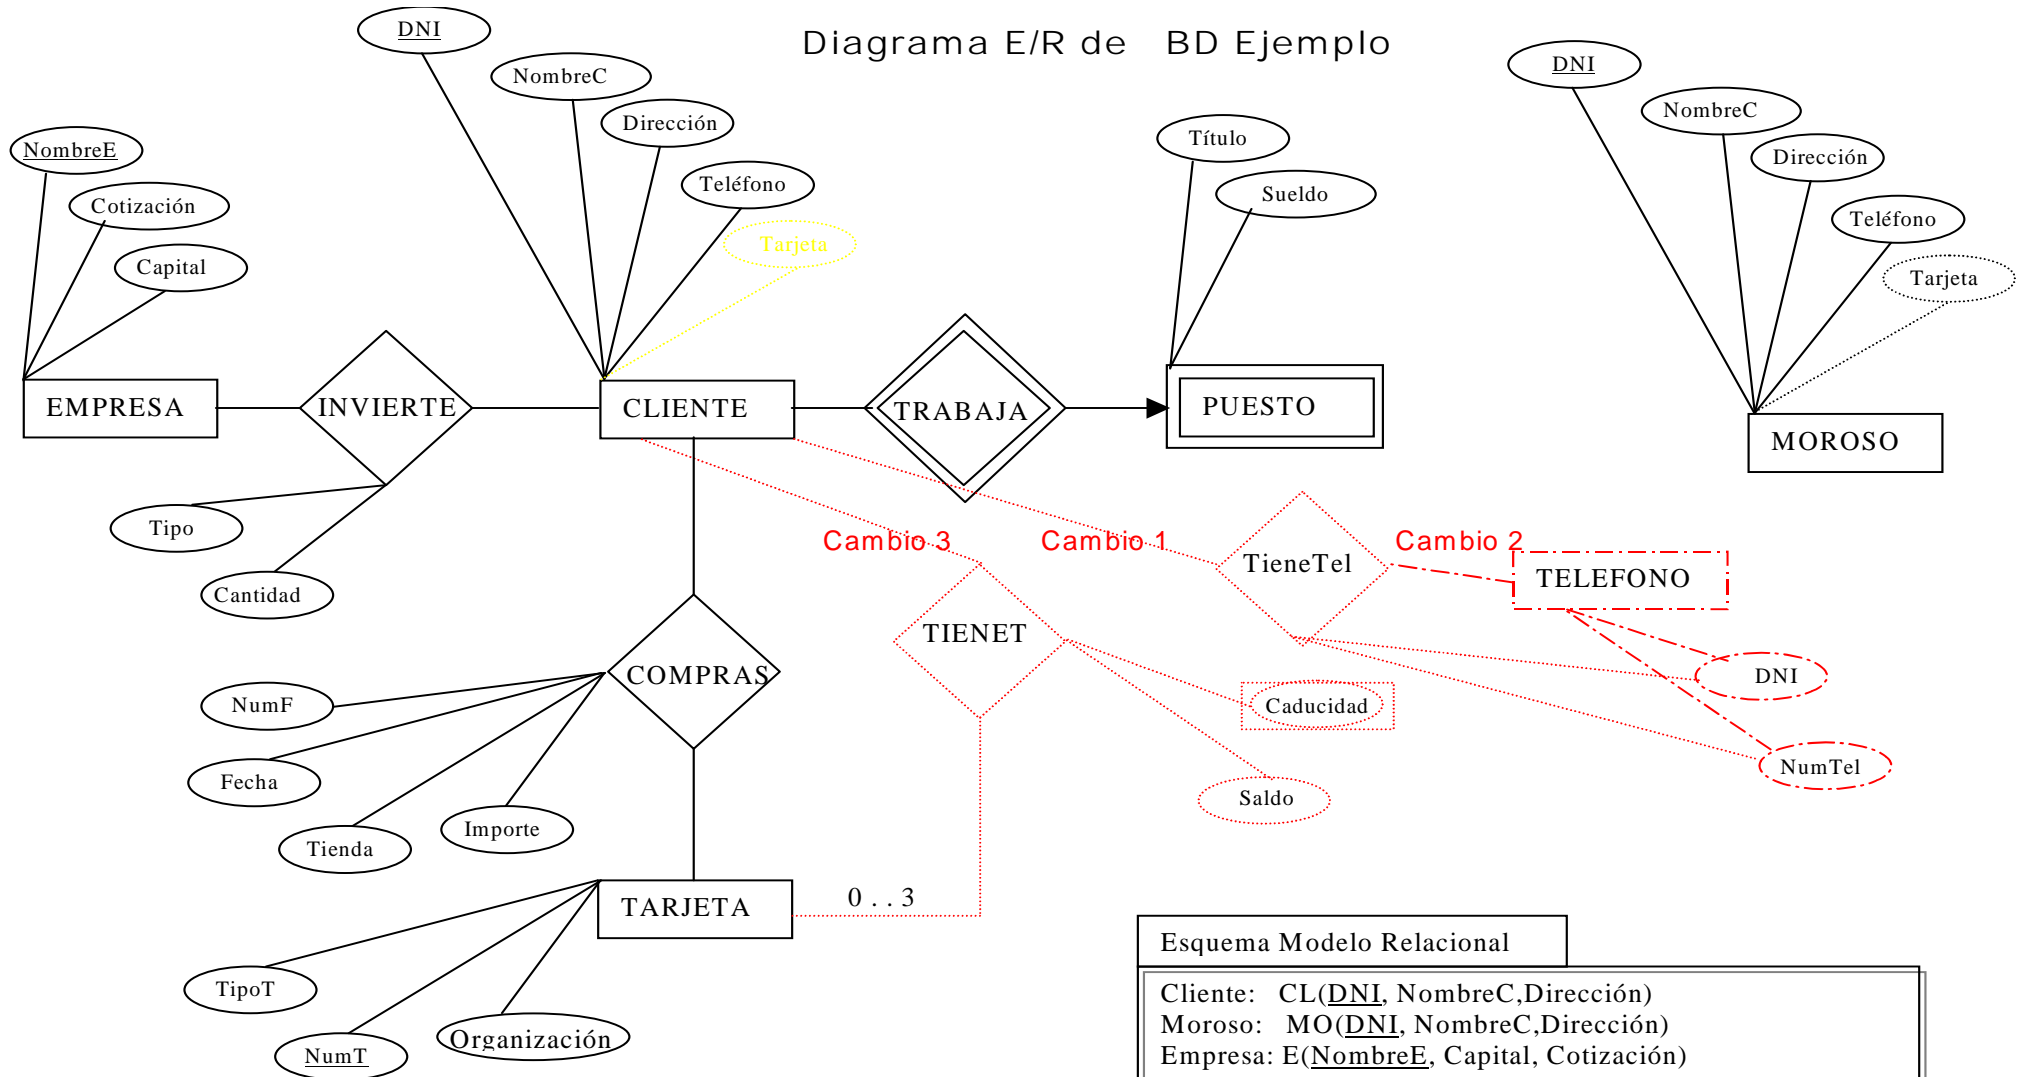 Diagrama E/R de BD Ejemplo
DNI
NombreC
Dirección
Teléfono
Tarjeta
NombreE
Cotización
Capital
Título
Sueldo
DNI
NombreC
Dirección
Teléfono
Tarjeta
EMPRESA
INVIERTE
CLIENTE
TRABAJA
PUESTO
MOROSO
Tipo
Cantidad
Cambio 3
Cambio 1
Cambio 2
TieneTel
TELEFONO
TIENET
COMPRAS
DNI
NumTel
Caducidad
Saldo
NumF
Fecha
Tienda
Importe
TARJETA
0..3
TipoT
NumT
Organización
Esquema Modelo Relacional
Cliente: CL(DNI, NombreC,Dirección)
Moroso: MO(DNI, NombreC,Dirección)
Empresa: E(NombreE, Capital, Cotización)